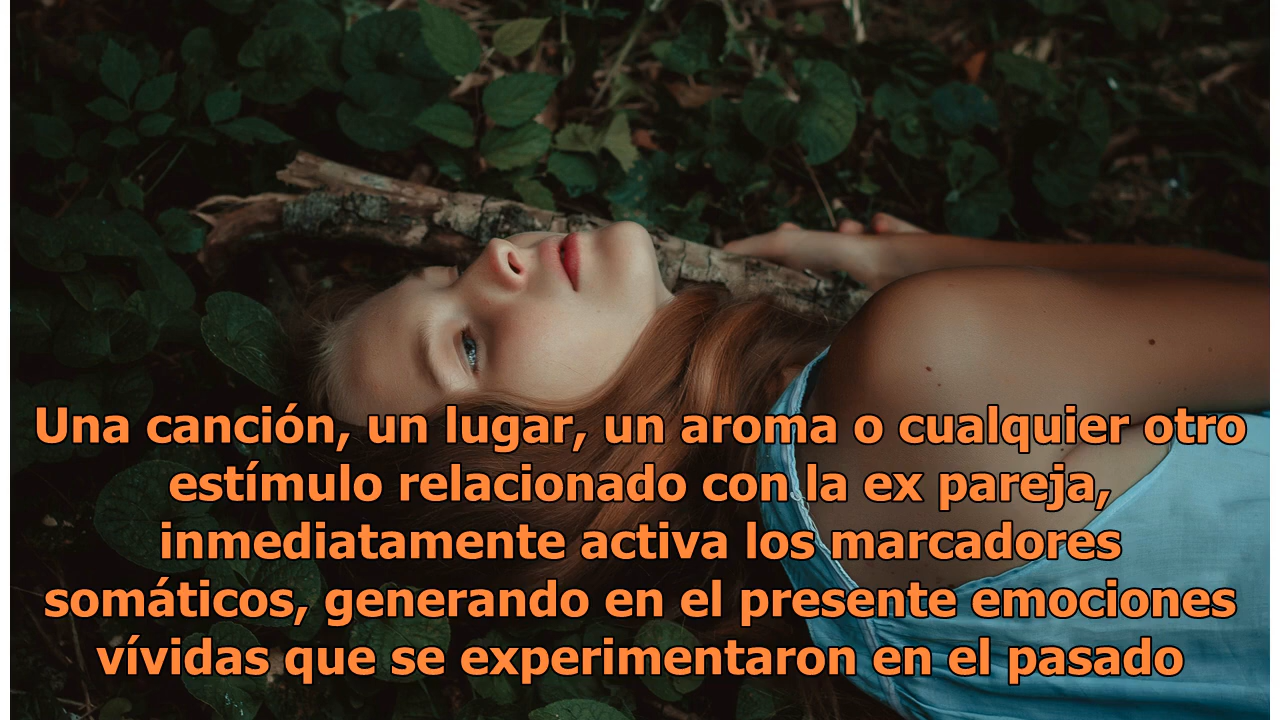 Una canción, un lugar, un aroma o cualquier otro
estímulo relacionado con la ex pareja,
inmediatamente activa los marcadores
somáticos, generando en el presente emociones
vívidas que se experimentaron en el pasado